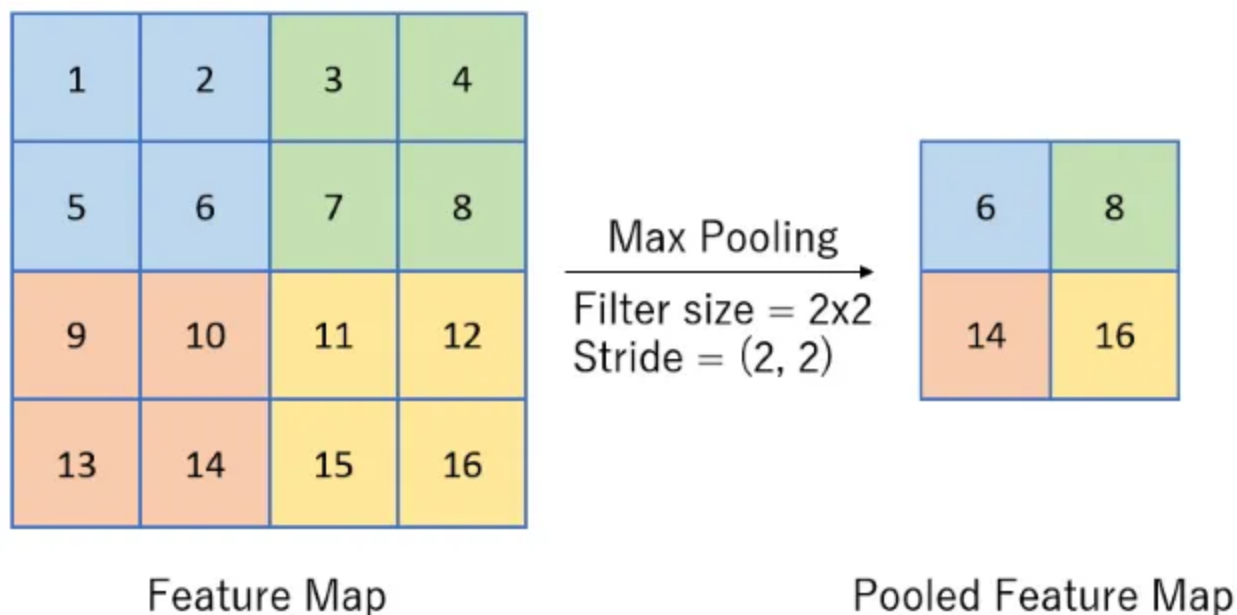 1 2 3 4
5 6 7 8
9 10 11 12
13 14 15 16
Feature Map
Max Pooling
Filter size = 2x2
Stride = (2, 2)
6 8
14 16
Pooled Feature Map